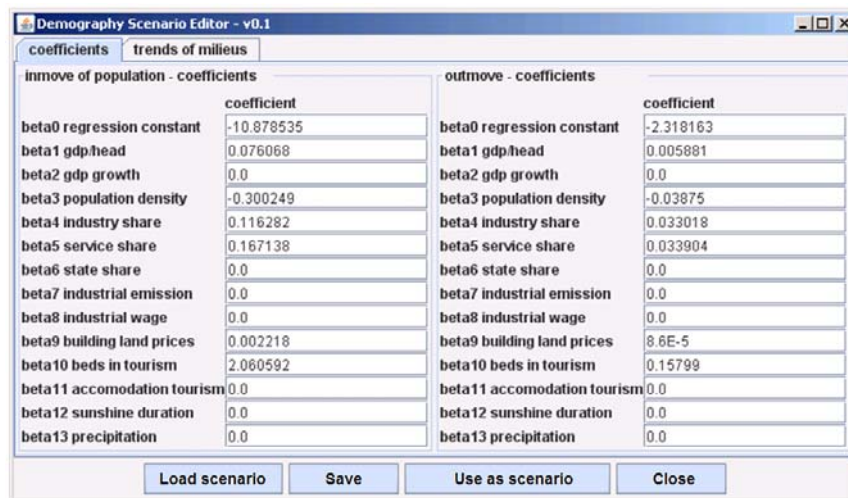 Demography Scenario Editor - v0.1
coefficients trends of milieus
inmove of population - coefficients
coefficient
beta0 regression constant -10.878535
beta1 gdp/head 0.076068
beta2 gdp growth 0.0
beta3 population density -0.300249
beta4 industry share 0.116282
beta5 service share 0.167138
beta6 state share 0.0
beta7 industrial emission 0.0
beta8 industrial wage 0.0
beta9 building land prices 0.002218
beta10 beds in tourism 2.060592
beta11 accomodation tourism 0.0
beta12 sunshine duration 0.0
beta13 precipitation 0.0
outmove - coefficients
coefficient
beta0 regression constant -2.318163
beta1 gdp/head 0.005881
beta2 gdp growth 0.0
beta3 population density -0.03875
beta4 industry share 0.033018
beta5 service share 0.033904
beta6 state share 0.0
beta7 industrial emission 0.0
beta8 industrial wage 0.0
beta9 building land prices 8.6E-5
beta10 beds in tourism 0.15799
beta11 accomodation tourism 0.0
beta12 sunshine duration 0.0
beta13 precipitation 0.0
Load scenario Save Use as scenario Close